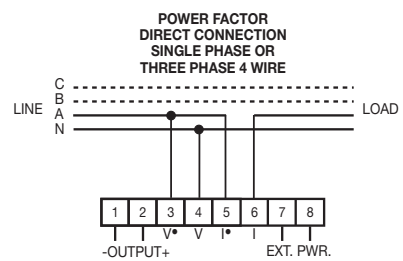 POWER FACTOR
DIRECT CONNECTION
SINGLE PHASE OR
THREE PHASE 4 WIRE
C
B
LINE A LOAD
N
1 2 3 4 5 6 7 8
V• V I• I
-OUTPUT+ EXT. PWR.